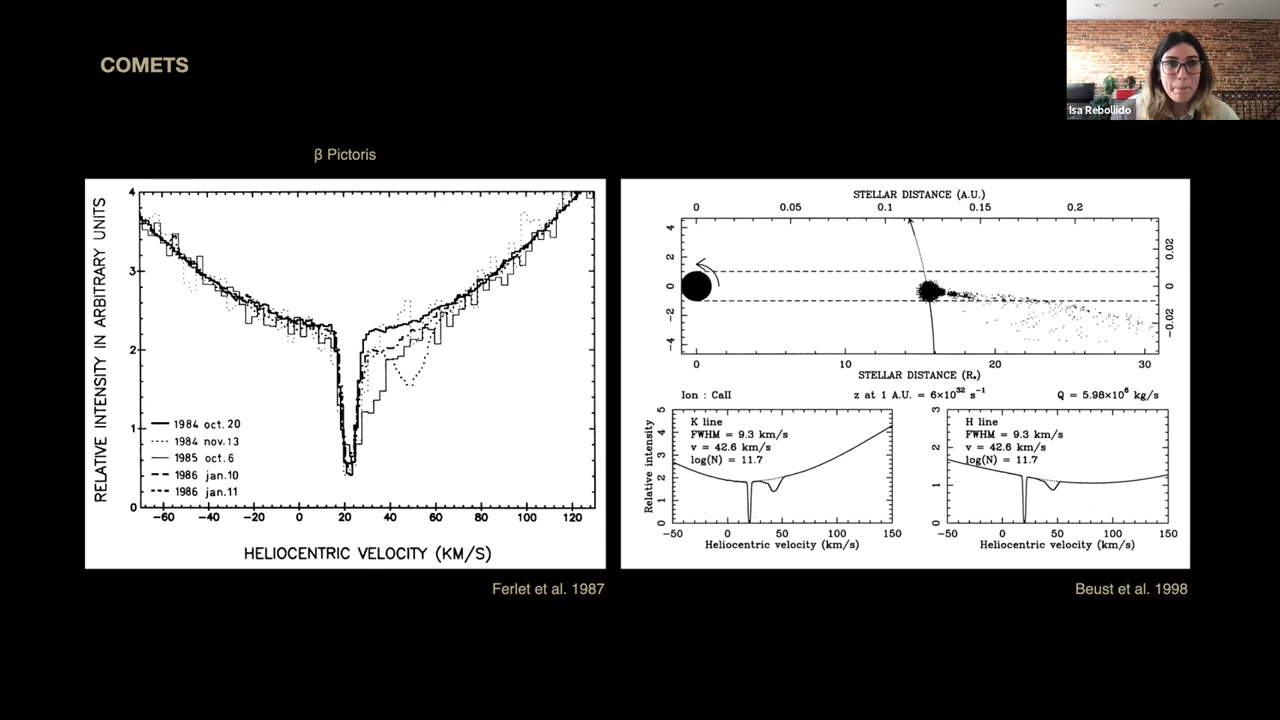 COMETS
Isa Rebollido
β Pictoris
RELATIVE INTENSITY IN ARBITRARY UNITS
4
3
2
1
0
1984 oct. 20
1984 nov. 13
1985 oct. 6
1986 jan. 10
1986 jan. 11
−60 −40 −20 0 20 40 60 80 100 120
HELIOCENTRIC VELOCITY (KM/S)
Ferlet et al. 1987
STELLAR DISTANCE (A.U.)
0 0.05 0.1 0.15 0.2
4
2
0
−2
−4
0.02
0
−0.02
0 10 20 30
STELLAR DISTANCE (R*)
Ion : CaII z at 1 A.U. = 6×10³² s⁻¹ Q = 5.98×10⁶ kg/s
Relative intensity
5
4
3
2
1
0
K line
FWHM = 9.3 km/s
v = 42.6 km/s
log(N) = 11.7
−50 0 50 100 150
Heliocentric velocity (km/s)
3
2
1
0
H line
FWHM = 9.3 km/s
v = 42.6 km/s
log(N) = 11.7
−50 0 50 100 150
Heliocentric velocity (km/s)
Beust et al. 1998